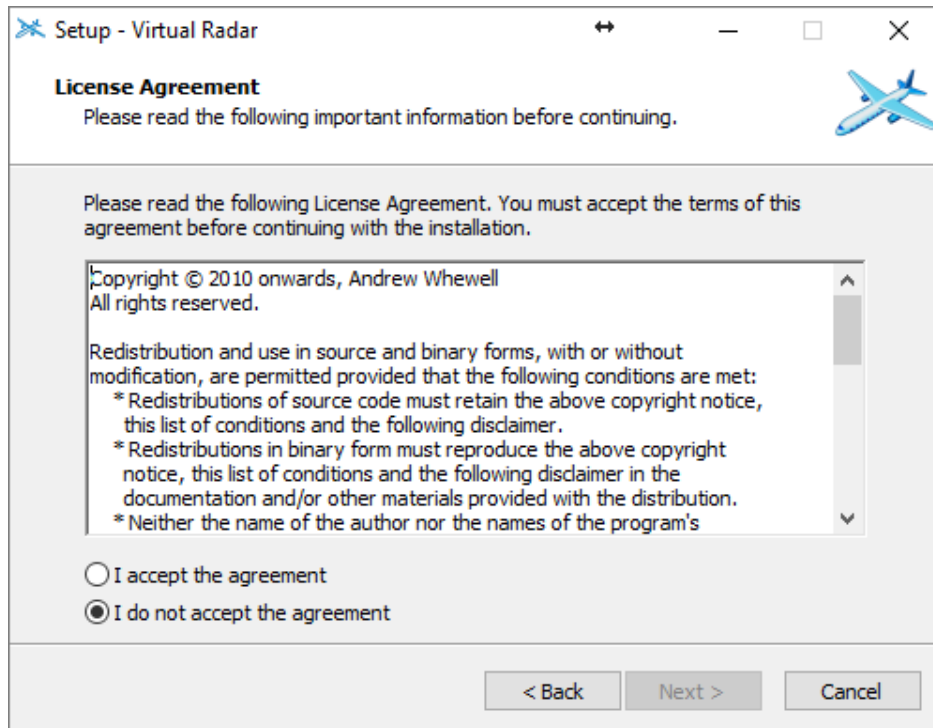 Setup - Virtual Radar
License Agreement
Please read the following important information before continuing.
Please read the following License Agreement. You must accept the terms of this
agreement before continuing with the installation.
Copyright © 2010 onwards, Andrew Whewell
All rights reserved.
Redistribution and use in source and binary forms, with or without
modification, are permitted provided that the following conditions are met:
* Redistributions of source code must retain the above copyright notice,
this list of conditions and the following disclaimer.
* Redistributions in binary form must reproduce the above copyright
notice, this list of conditions and the following disclaimer in the
documentation and/or other materials provided with the distribution.
* Neither the name of the author nor the names of the program's
I accept the agreement
I do not accept the agreement
< Back Next > Cancel